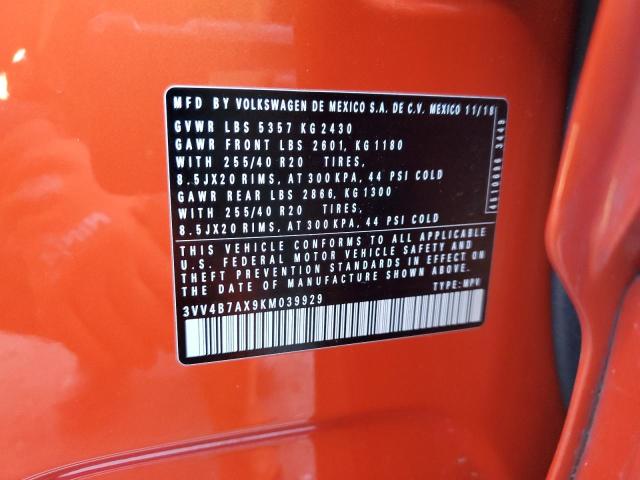 MFD BY VOLKSWAGEN DE MEXICO S.A. DE C.V. MEXICO 11/18
GVWR LBS 5357 KG 2430
GAWR FRONT LBS 2601, KG 1180
WITH 255/40 R20 TIRES,
8.5JX20 RIMS, AT 300 KPA, 44 PSI COLD
GAWR REAR LBS 2866, KG 1300
WITH 255/40 R20 TIRES,
8.5JX20 RIMS, AT 300 KPA, 44 PSI COLD
THIS VEHICLE CONFORMS TO ALL APPLICABLE
U.S. FEDERAL MOTOR VEHICLE SAFETY AND
THEFT PREVENTION STANDARDS IN EFFECT ON
THE DATE OF MANUFACTURE SHOWN ABOVE.
TYPE: MPV
3VV4B7AX9KM039929
3449